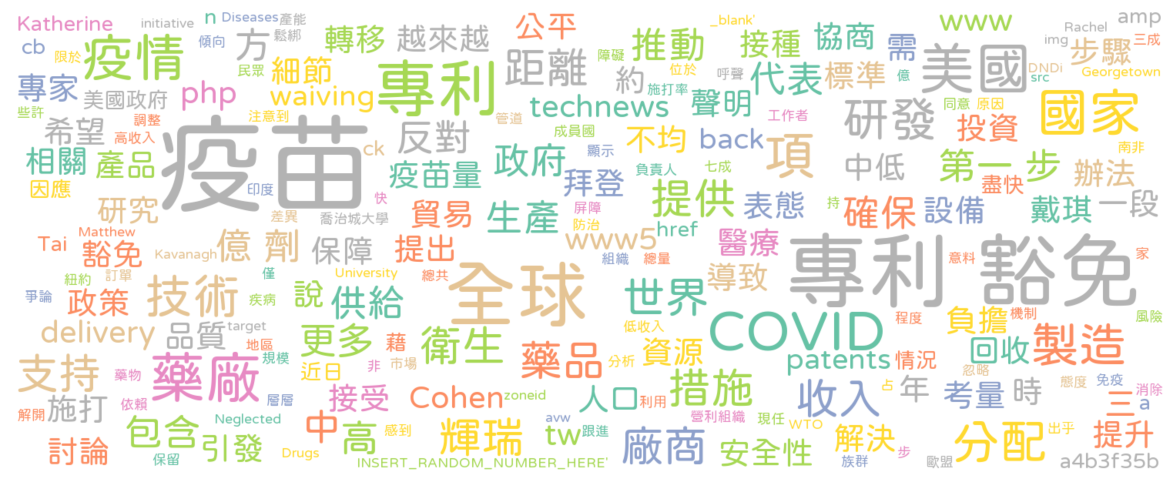 Katherine
initiative
n
Diseases
產能
公平
_blank'
www
amp
cb
疫情
傾向
鬆綁
方
轉移
越來越
推動
障礙
接種
協商
需
Rachel
img
三成
限於
民眾
細節
專利
距離
位於
呼聲
代表
標準
美國
步驟
DNDi
src
Georgetown
專家
美國政府
php
waiving
約
施打率
聲明
億
國家
些許
調整
注意到
technews
工作者
同意
原因
希望
高收入
疫苗
ck
反對
管道
成員國
不均
back
項
研發
投資
南非
相關
產品
疫苗量
政府
顯示
中低
第一步
辦法
因應
印度
快
負責人
拜登
七成
盡快
研究
差異
喬治城大學
貿易
生產
屏障
提供
表態
持
確保
設備
戴琪
一段
防治
Tai
Matthew
豁免
Kavanagh
億
劑
保障
提出
www5
href
醫療
組織
專利 豁免
意料
家
紐約
訂單
僅
University
總共
全球
總量
導致
政策
爭論
技術
疾病
說
供給
世界
程度
機制
風險
delivery
品質
target
更多
藉
衛生
低收入
COVID
負擔
地區
規模
近日
非
市場
藥品
分析
資源
patents
情況
回收
製造
支持
藥物
藥廠
忽略
解開
施打
依賴
層層
接受
Cohen
zoneid
人口
利用
措施
收入
占
年
考量
時
態度
免疫
三
a
消除
討論
包含
引發
Neglected
中
高
感到
輝瑞
avw
tw
跟進
營利組織
廠商
現任
WTO
解決
步
分配
出乎
提升
保留
Drugs
INSERT_RANDOM_NUMBER_HERE'
安全性
族群
歐盟
a4b3f35b